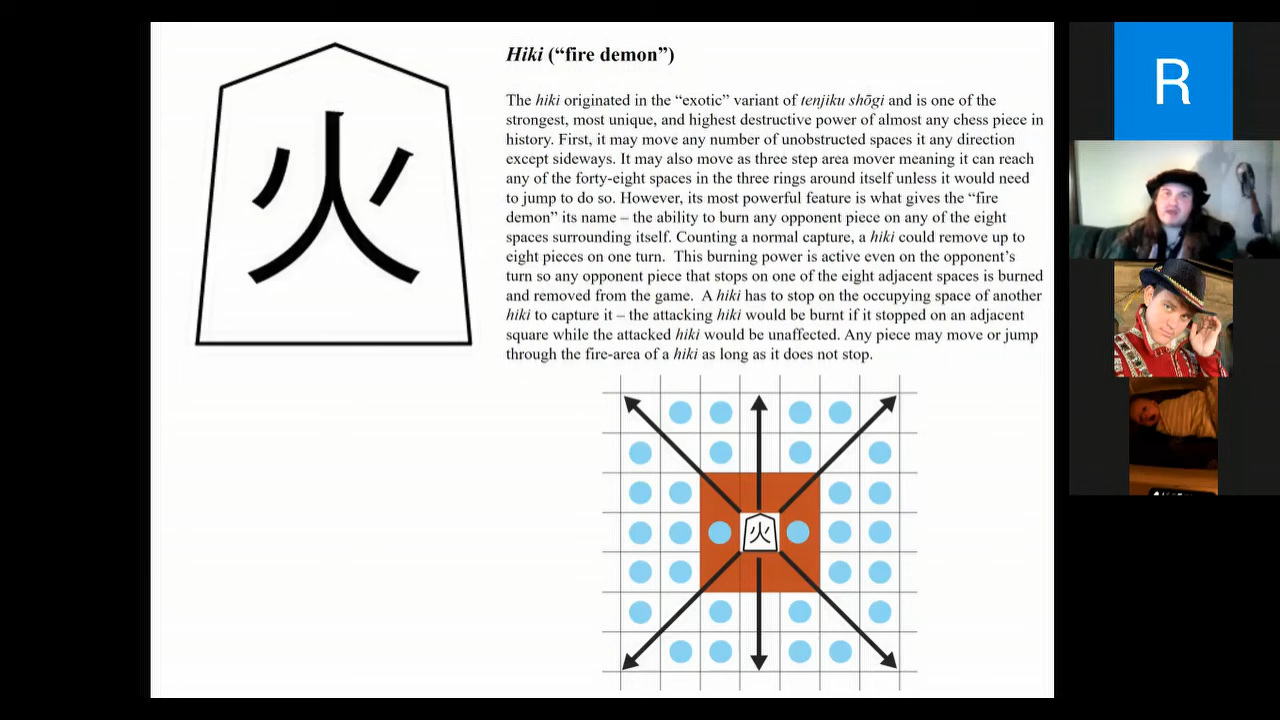 火
Hiki (“fire demon”)
The hiki originated in the “exotic” variant of tenjiku shōgi and is one of the
strongest, most unique, and highest destructive power of almost any chess piece in
history. First, it may move any number of unobstructed spaces it any direction
except sideways. It may also move as three step area mover meaning it can reach
any of the forty-eight spaces in the three rings around itself unless it would need
to jump to do so. However, its most powerful feature is what gives the “fire
demon” its name – the ability to burn any opponent piece on any of the eight
spaces surrounding itself. Counting a normal capture, a hiki could remove up to
eight pieces on one turn.  This burning power is active even on the opponent’s
turn so any opponent piece that stops on one of the eight adjacent spaces is burned
and removed from the game.  A hiki has to stop on the occupying space of another
hiki to capture it – the attacking hiki would be burnt if it stopped on an adjacent
square while the attacked hiki would be unaffected. Any piece may move or jump
through the fire-area of a hiki as long as it does not stop.
火
R